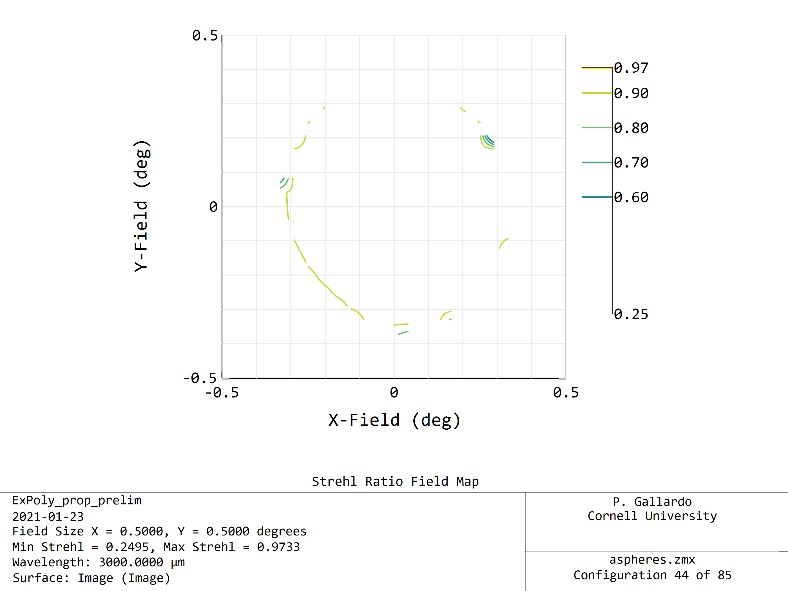 0.5
0
-0.5
-0.5
0
0.5
Y-Field (deg)
X-Field (deg)
0.97
0.90
0.80
0.70
0.60
0.25
Strehl Ratio Field Map
ExPoly_prop_prelim
2021-01-23
Field Size X = 0.5000, Y = 0.5000 degrees
Min Strehl = 0.2495, Max Strehl = 0.9733
Wavelength: 3000.0000 µm
Surface: Image (Image)
P. Gallardo
Cornell University
aspheres.zmx
Configuration 44 of 85